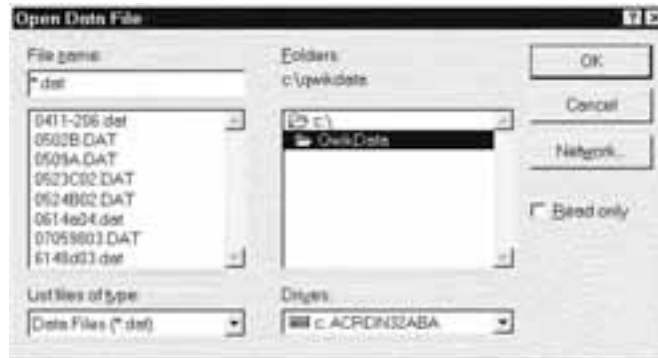 Open Data File
File name:
*.dat
0411-206.dat
0502B.DAT
0509A.DAT
0523C02.DAT
0524B02.DAT
0614a04.dat
07059803.DAT
6148d03.dat
List files of type:
Data Files (*.dat)
Folders:
c:\qwikdata
c:\
QwikData
Drives:
c: ACRDIN32ABA
OK
Cancel
Network...
Read only